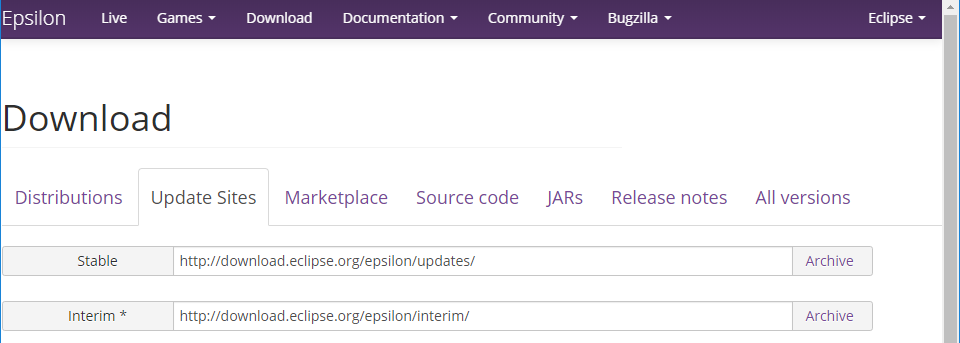 Epsilon Live Games Download Documentation Community Bugzilla Eclipse
Download
Distributions Update Sites Marketplace Source code JARs Release notes All versions
Stable http://download.eclipse.org/epsilon/updates/ Archive
Interim * http://download.eclipse.org/epsilon/interim/ Archive